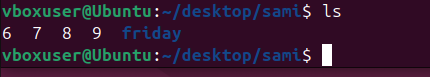 vboxuser@Ubuntu:~/desktop/sami$ ls
6  7  8  9  friday
vboxuser@Ubuntu:~/desktop/sami$